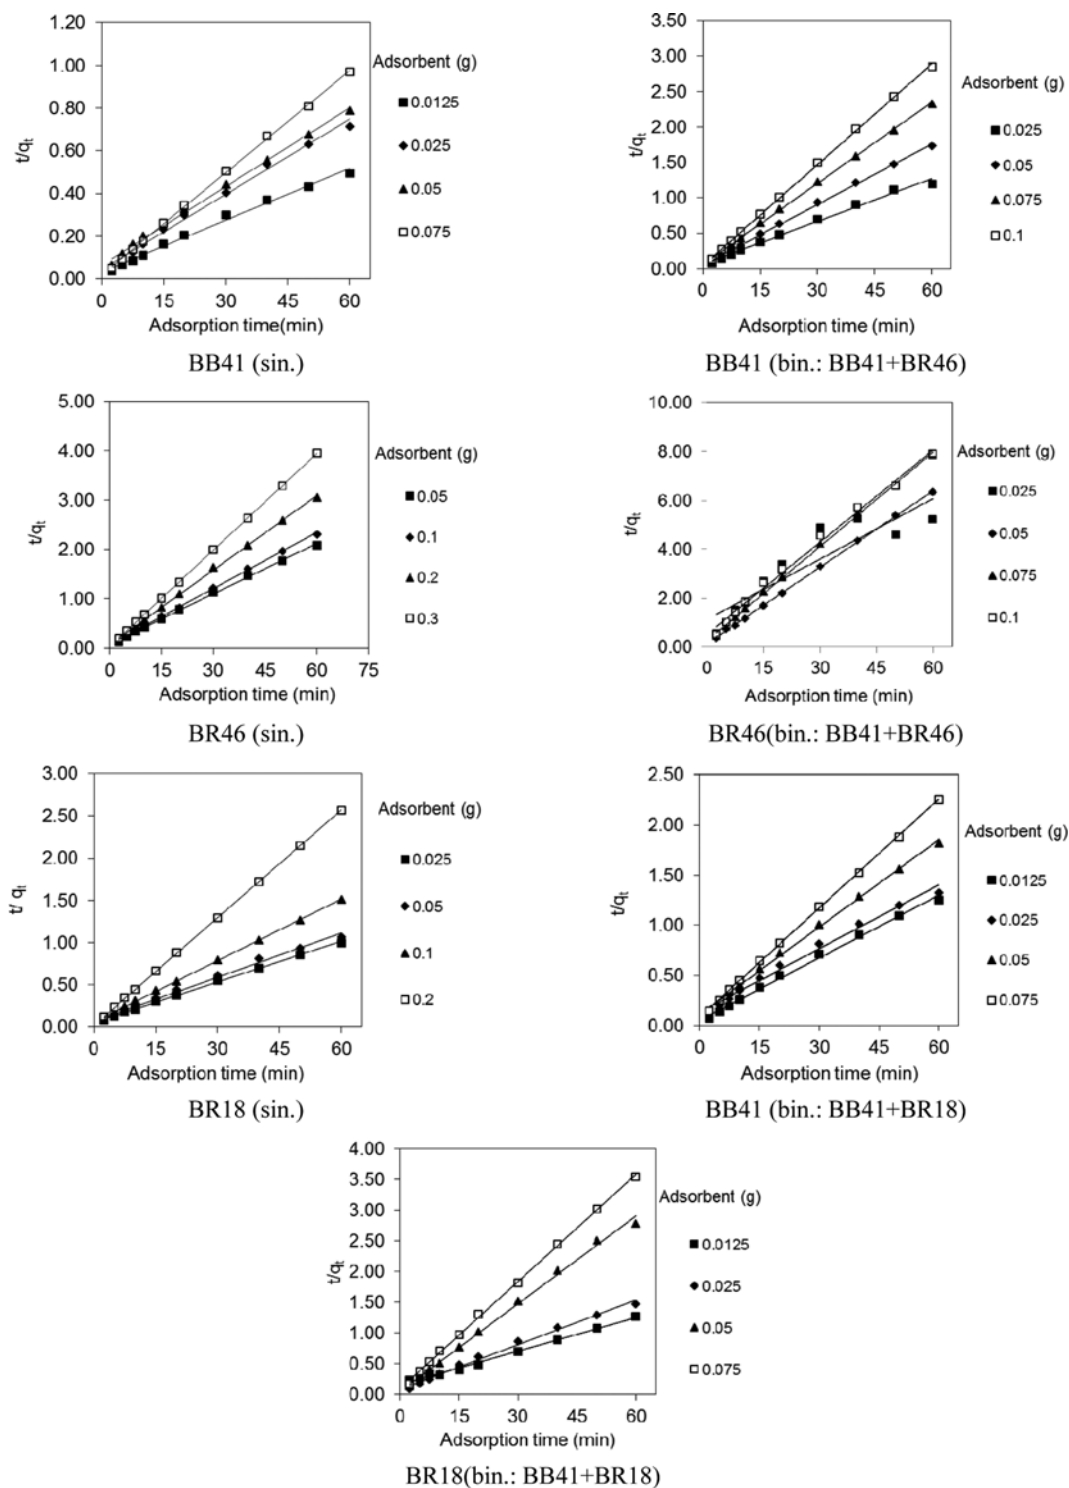 1.20
1.00
0.80
0.60
0.40
0.20
0.00
t/qt
0 15 30 45 60
Adsorption time(min)
Adsorbent (g)
0.0125
0.025
0.05
0.075
BB41 (sin.)
3.50
3.00
2.50
2.00
1.50
1.00
0.50
0.00
t/qt
0 15 30 45 60
Adsorption time (min)
Adsorbent (g)
0.025
0.05
0.075
0.1
BB41 (bin.: BB41+BR46)
5.00
4.00
3.00
2.00
1.00
0.00
t/qt
0 15 30 45 60 75
Adsorption time (min)
Adsorbent (g)
0.05
0.1
0.2
0.3
BR46 (sin.)
10.00
8.00
6.00
4.00
2.00
0.00
t/qt
0 15 30 45 60
Adsorption time (min)
Adsorbent (g)
0.025
0.05
0.075
0.1
BR46(bin.: BB41+BR46)
3.00
2.50
2.00
1.50
1.00
0.50
0.00
t/ qt
0 15 30 45 60
Adsorption time (min)
Adsorbent (g)
0.025
0.05
0.1
0.2
BR18 (sin.)
2.50
2.00
1.50
1.00
0.50
0.00
t/qt
0 15 30 45 60
Adsorption time (min)
Adsorbent (g)
0.0125
0.025
0.05
0.075
BB41 (bin.: BB41+BR18)
4.00
3.50
3.00
2.50
2.00
1.50
1.00
0.50
0.00
t/qt
0 15 30 45 60
Adsorption time (min)
Adsorbent (g)
0.0125
0.025
0.05
0.075
BR18(bin.: BB41+BR18)